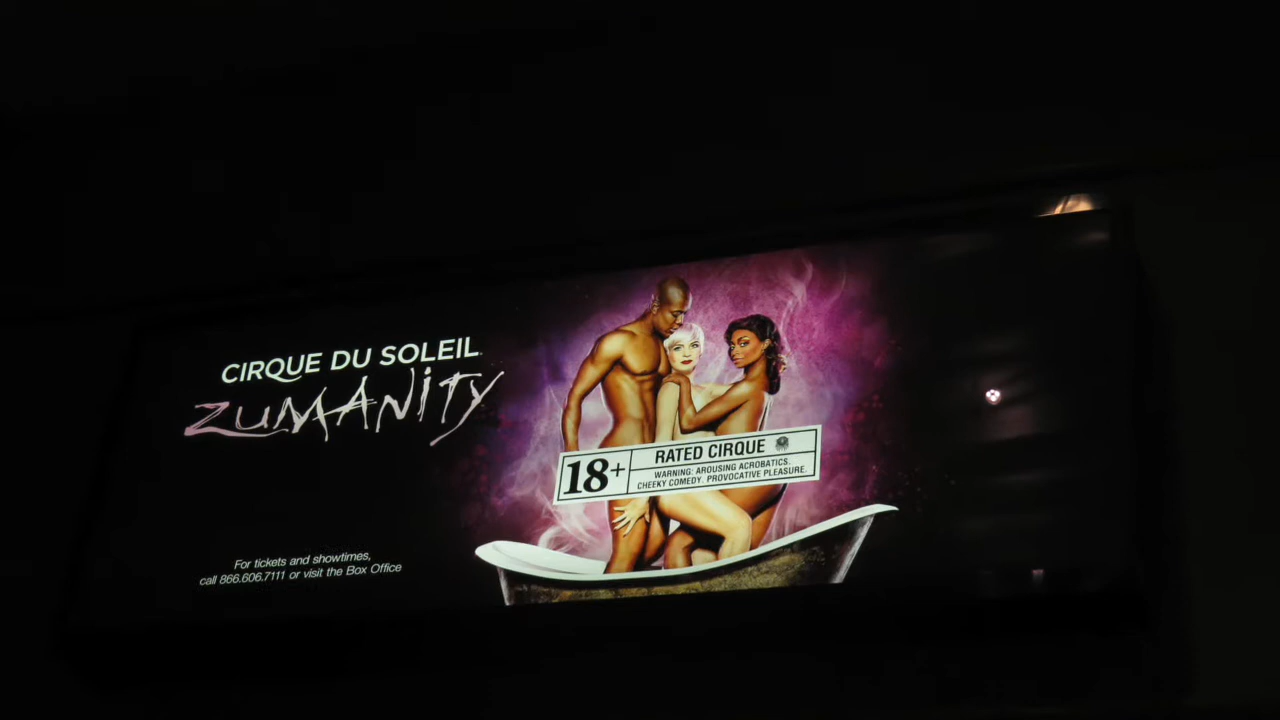 CIRQUE DU SOLEIL
ZUMANITY
18+
RATED CIRQUE
WARNING: AROUSING ACROBATICS.
CHEEKY COMEDY. PROVOCATIVE PLEASURE.
For tickets and showtimes,
call 866.606.7111 or visit the Box Office